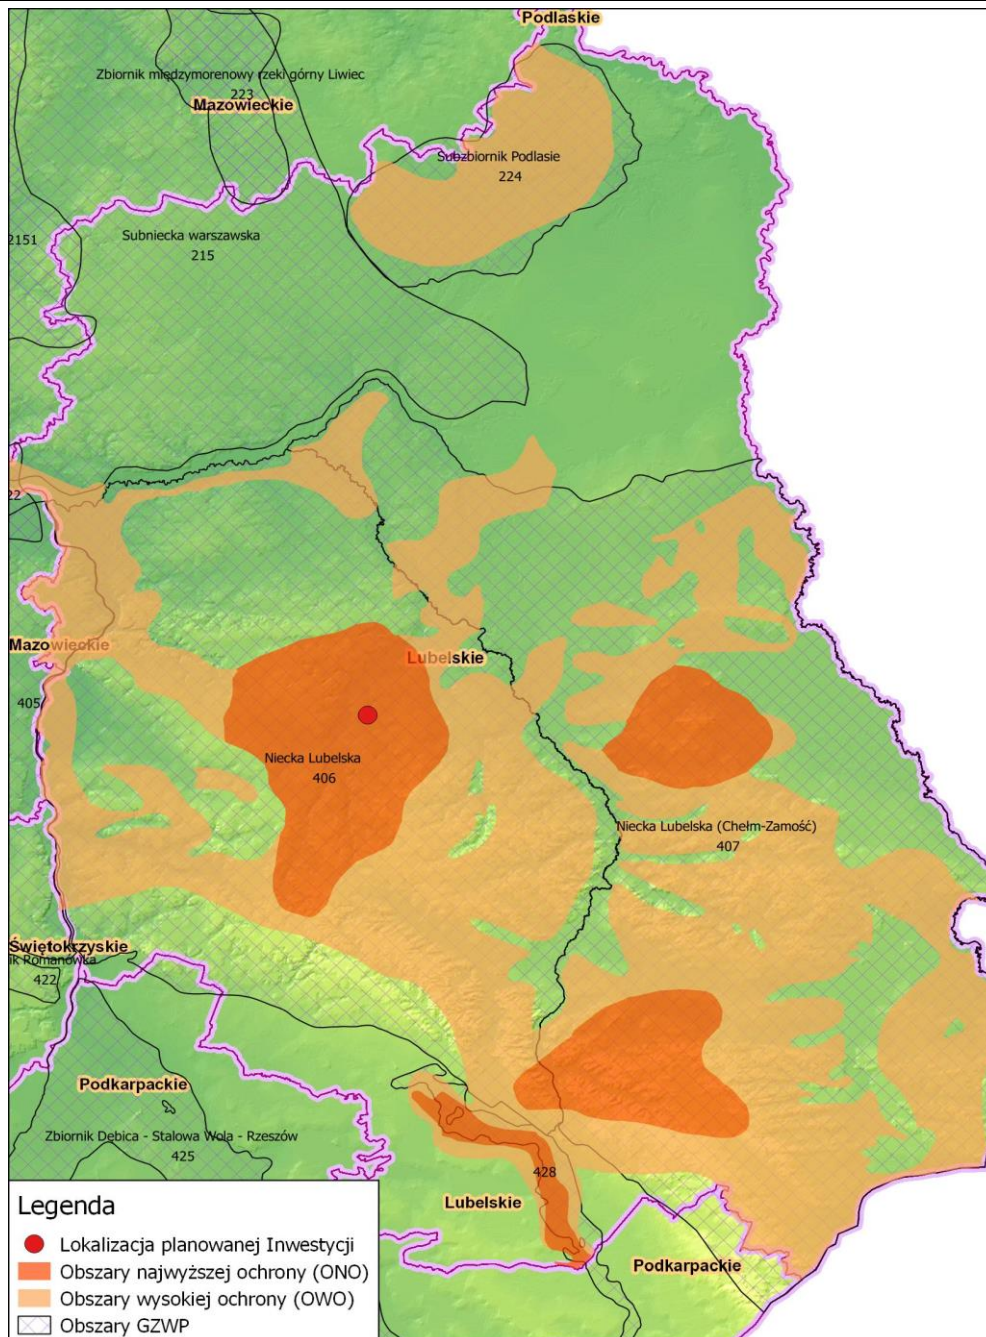 Podlaskie
Zbiornik międzymorenowy rzeki górny Liwiec
223
Mazowieckie
Subzbiornik Podlasie
224
Subniecka warszawska
215
2151
22
Mazowieckie
Lubelskie
405
Niecka Lubelska
406
Niecka Lubelska (Chełm-Zamość)
407
Świętokrzyskie
ik Romanówka
422
Podkarpackie
Zbiornik Dębica - Stalowa Wola - Rzeszów
425
428
Lubelskie
Podkarpackie
Legenda
Lokalizacja planowanej Inwestycji
Obszary najwyższej ochrony (ONO)
Obszary wysokiej ochrony (OWO)
Obszary GZWP